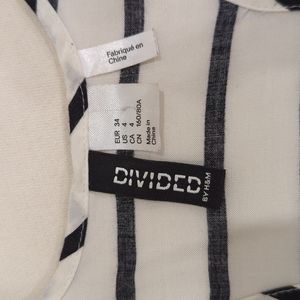 Fabriqué en
Chine
EUR 34
US 4
CA 4
CN 160/80A
Made in
China
DIVIDED
BY H&M